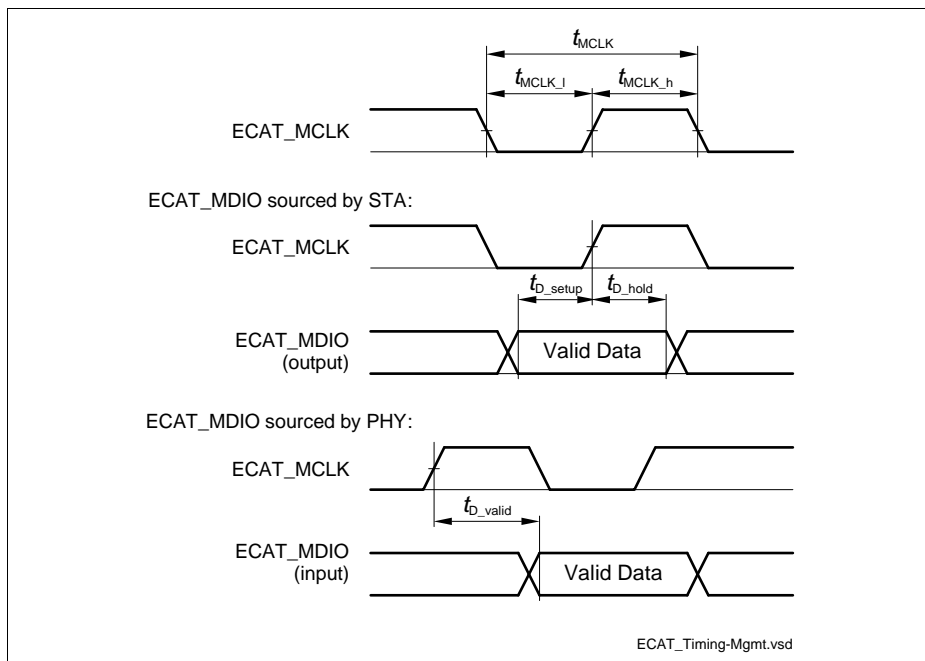 tMCLK
tMCLK_l tMCLK_h
ECAT_MCLK
ECAT_MDIO sourced by STA:
ECAT_MCLK
tD_setup tD_hold
ECAT_MDIO
(output)
Valid Data
ECAT_MDIO sourced by PHY:
ECAT_MCLK
tD_valid
ECAT_MDIO
(input)
Valid Data
ECAT_Timing-Mgmt.vsd